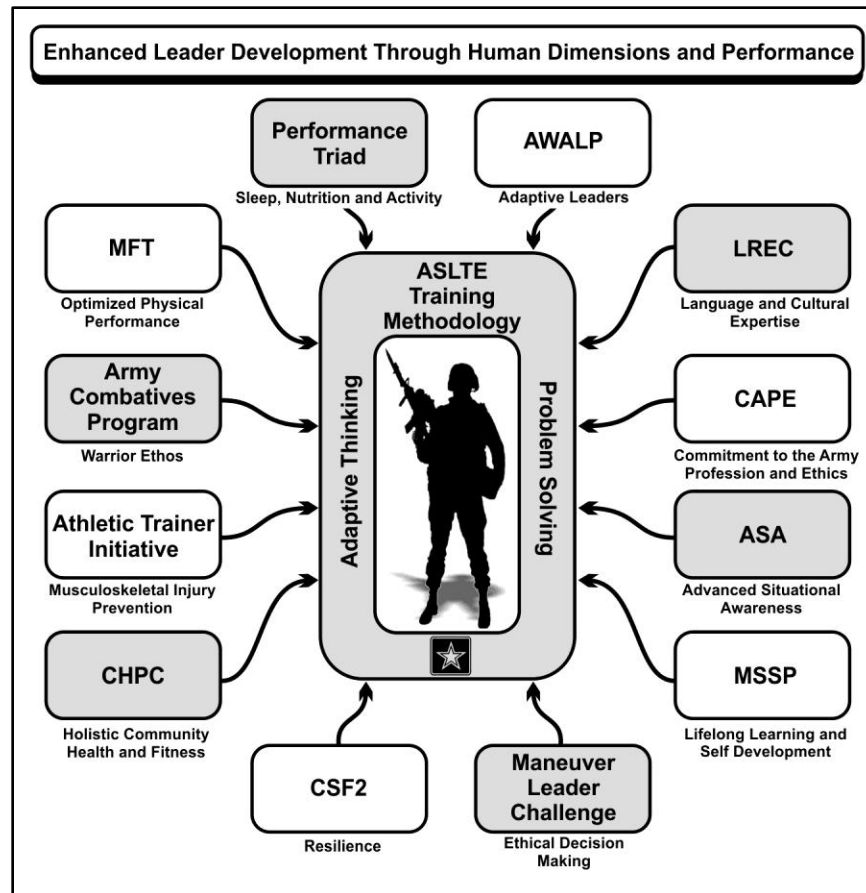 Enhanced Leader Development Through Human Dimensions and Performance
Performance
Triad
Sleep, Nutrition and Activity
AWALP
Adaptive Leaders
MFT
Optimized Physical
Performance
LREC
Language and Cultural
Expertise
ASLTE
Training
Methodology
Adaptive Thinking
Problem Solving
Army
Combatives
Program
Warrior Ethos
CAPE
Commitment to the Army
Profession and Ethics
Athletic Trainer
Initiative
Musculoskeletal Injury
Prevention
ASA
Advanced Situational
Awareness
CHPC
Holistic Community
Health and Fitness
MSSP
Lifelong Learning and
Self Development
CSF2
Resilience
Maneuver
Leader
Challenge
Ethical Decision
Making